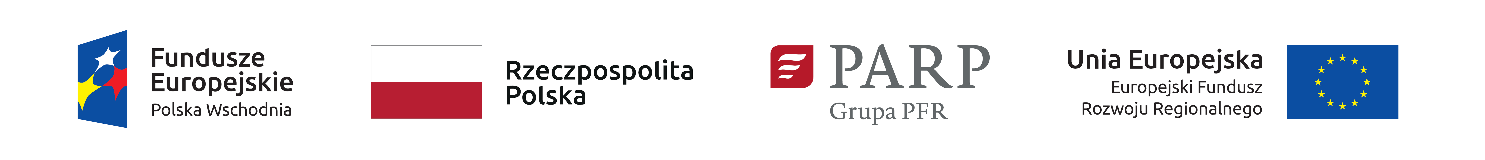 Fundusze
Europejskie
Polska Wschodnia
Rzeczpospolita
Polska
PARP
Grupa PFR
Unia Europejska
Europejski Fundusz
Rozwoju Regionalnego